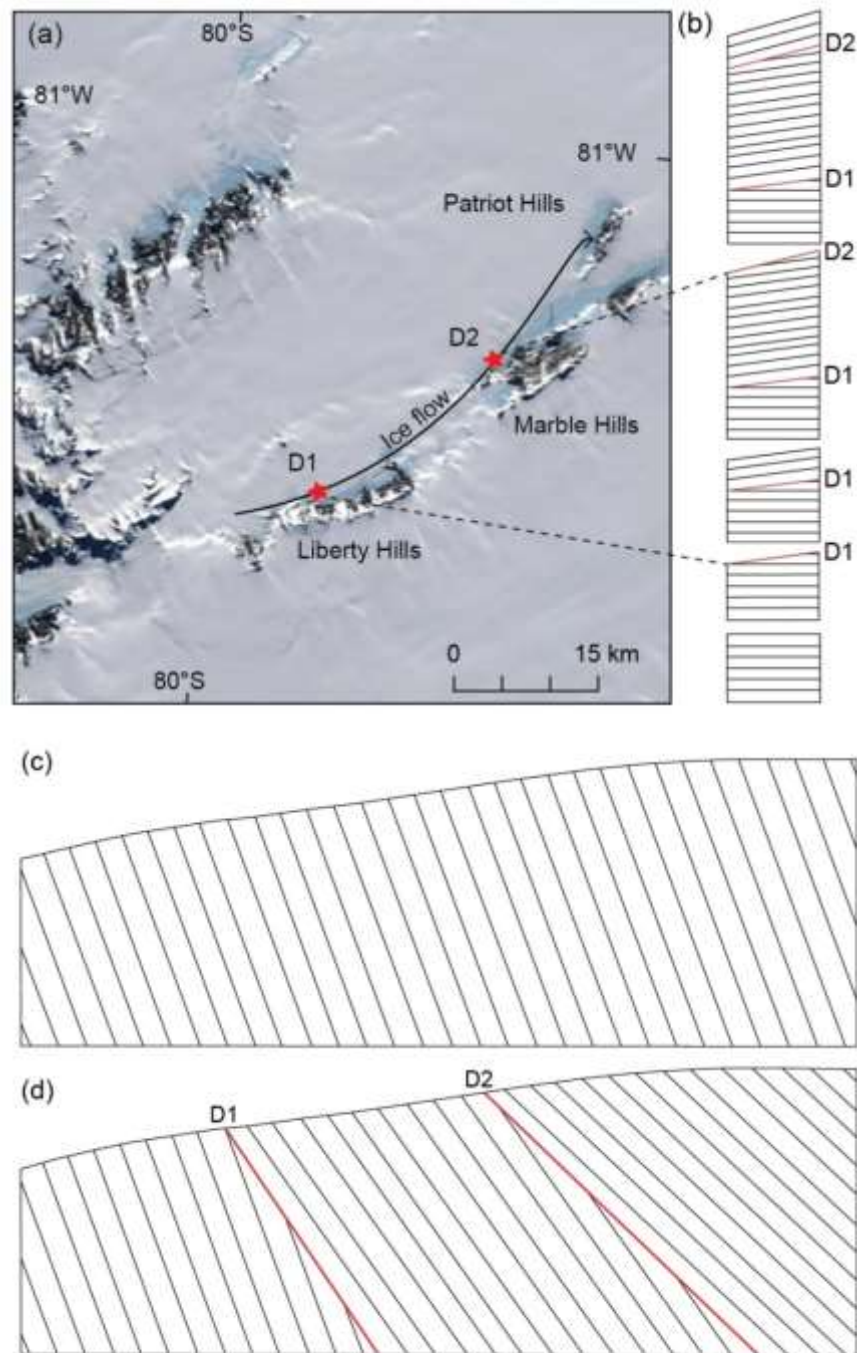 (a)
80°S
81°W
81°W
Patriot Hills
D2
Ice flow
Marble Hills
D1
Liberty Hills
0 15 km
80°S
(b)
D2
D1
D2
D1
D1
D1
(c)
(d)
D1
D2